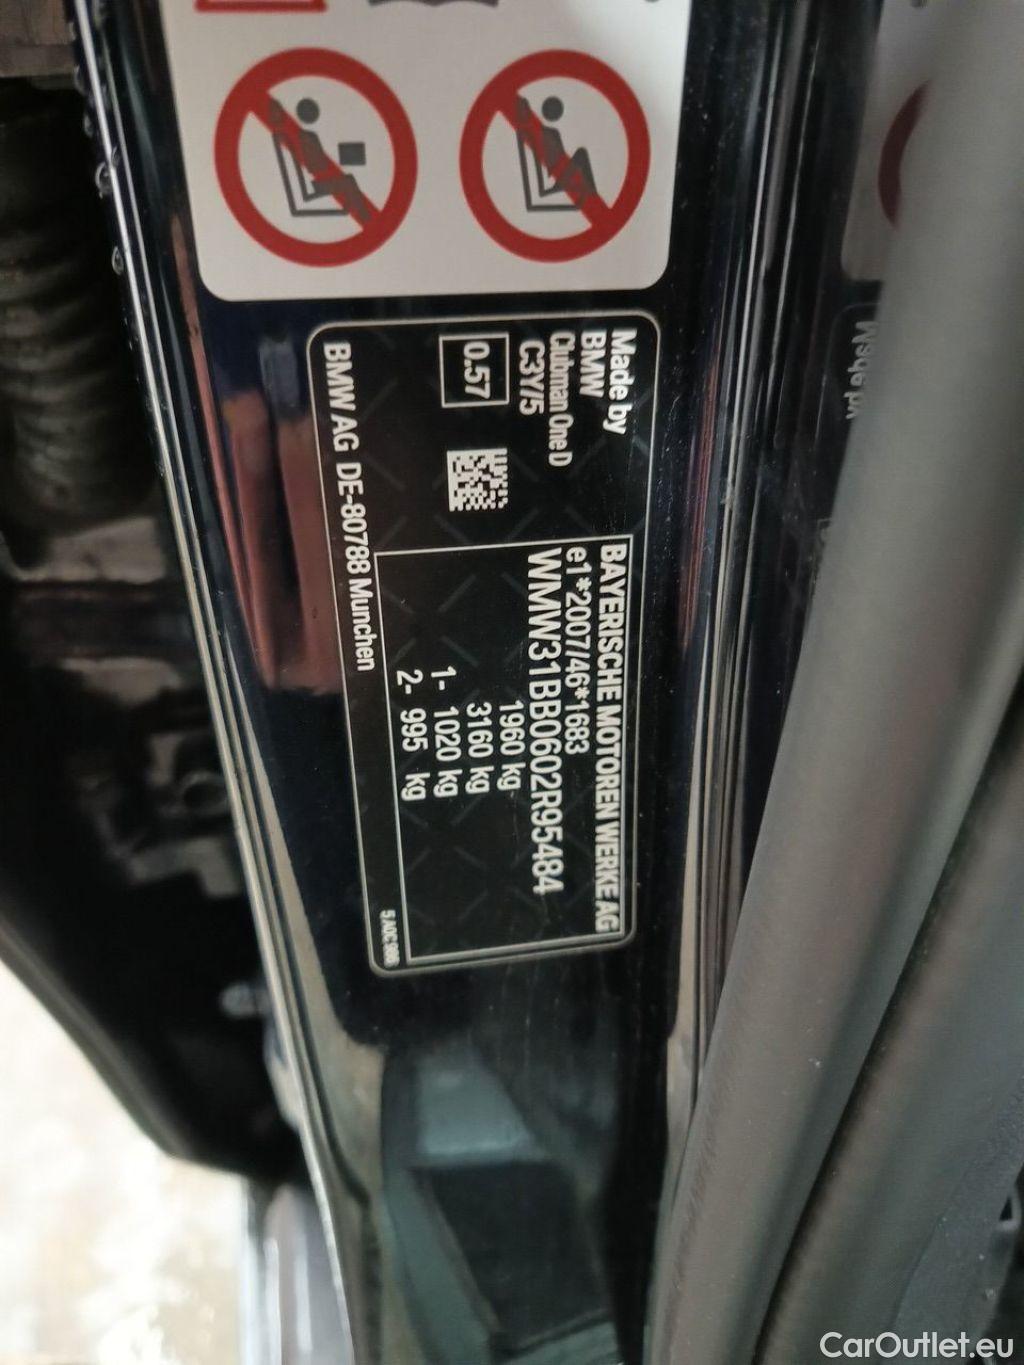 Made by
BMW
Clubman One D
C3Y/5
0.57
BAYERISCHE MOTOREN WERKE AG
e1*2007/46*1683
WMW31BB0602R95484
1960 kg
3160 kg
1- 1020 kg
2- 995 kg
BMW AG DE-80788 Munchen
CarOutlet.eu